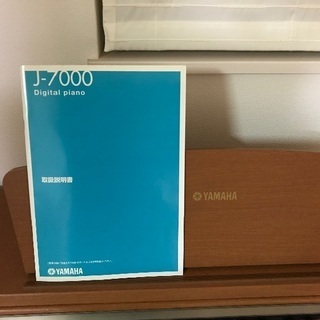 J-7000
Digital piano
取扱説明書
YAMAHA
YAMAHA